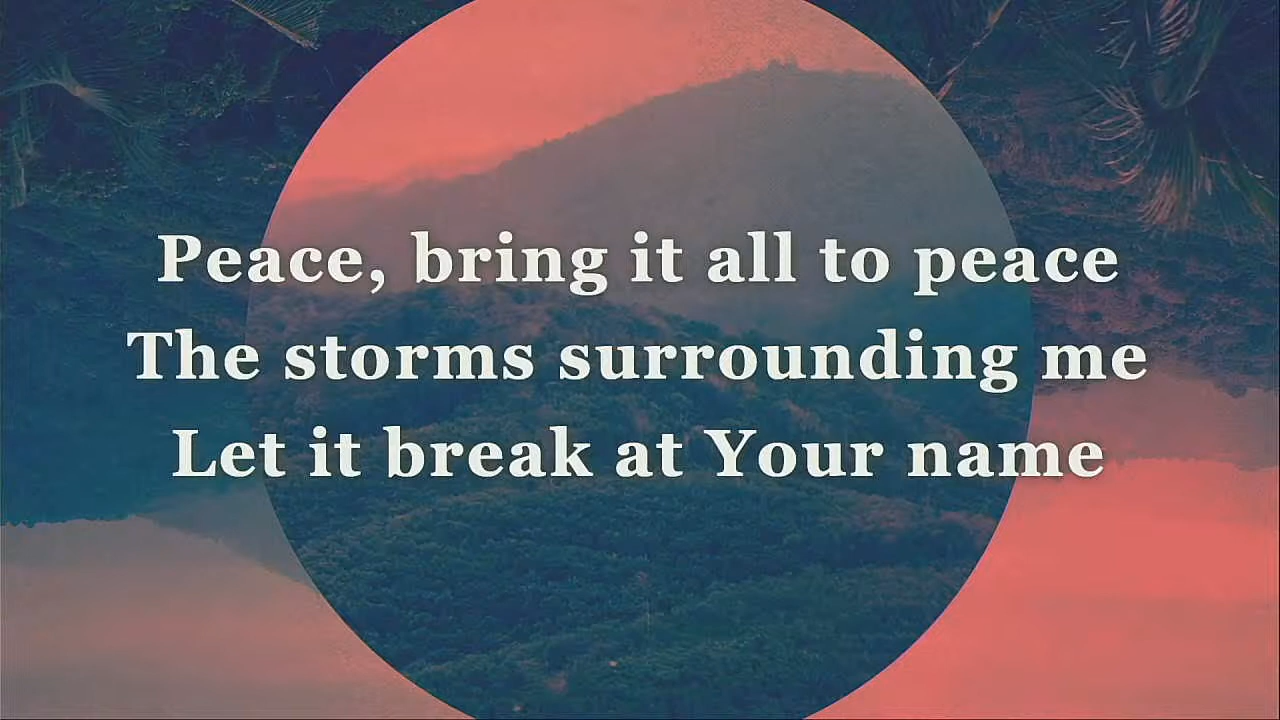 Peace, bring it all to peace
The storms surrounding me
Let it break at Your name